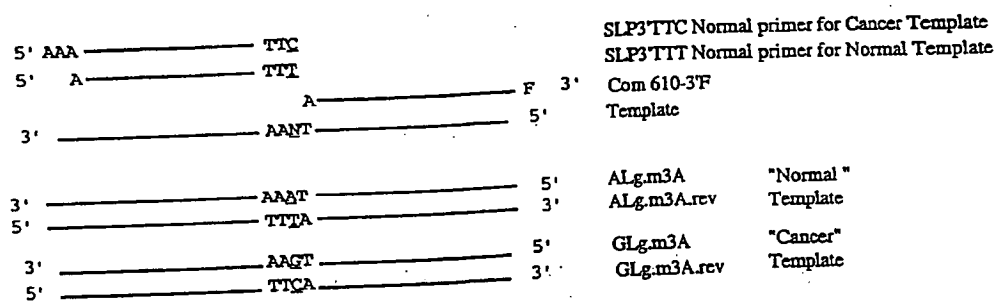 5' AAA TTC SLP3'TTC Normal primer for Cancer Template
5' A TTT SLP3'TTT Normal primer for Normal Template
A F 3' Com 610-3'F
3' AANT 5' Template
3' AAAT 5' ALg.m3A "Normal"
5' TTTA 3' ALg.m3A.rev Template
3' AAGT 5' GLg.m3A "Cancer"
5' TTCA 3' GLg.m3A.rev Template